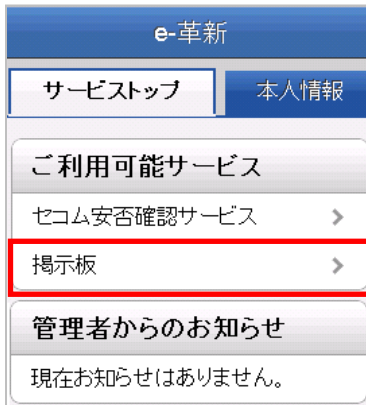 e-革新
サービストップ 本人情報
ご利用可能サービス
セコム安否確認サービス
掲示板
管理者からのお知らせ
現在お知らせはありません。